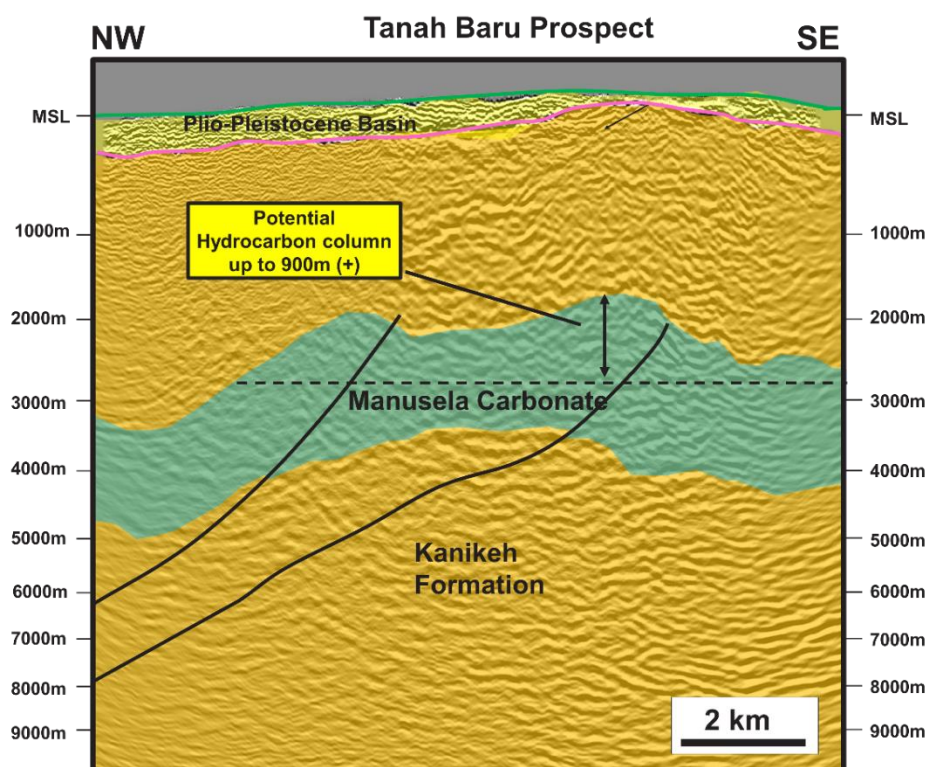 Tanah Baru Prospect
NW
SE
MSL
MSL
Plio-Pleistocene Basin
1000m
1000m
Potential
Hydrocarbon column
up to 900m (+)
2000m
2000m
3000m
3000m
Manusela Carbonate
4000m
4000m
5000m
5000m
Kanikeh
Formation
6000m
6000m
7000m
7000m
8000m
8000m
9000m
9000m
2 km